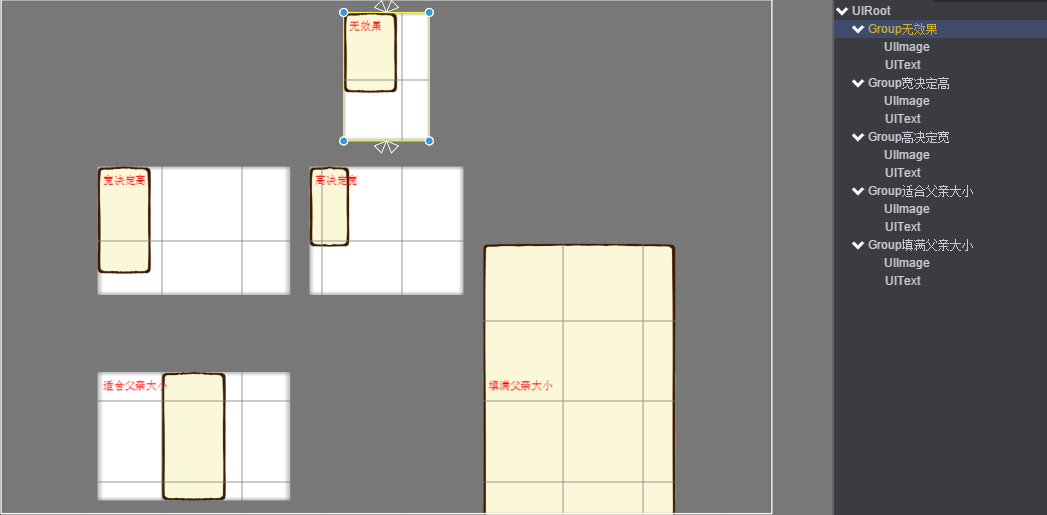 无效果
宽决定高
高决定宽
适合父亲大小
填满父亲大小
UIRoot
Group无效果
UIImage
UIText
Group宽决定高
UIImage
UIText
Group高决定宽
UIImage
UIText
Group适合父亲大小
UIImage
UIText
Group填满父亲大小
UIImage
UIText